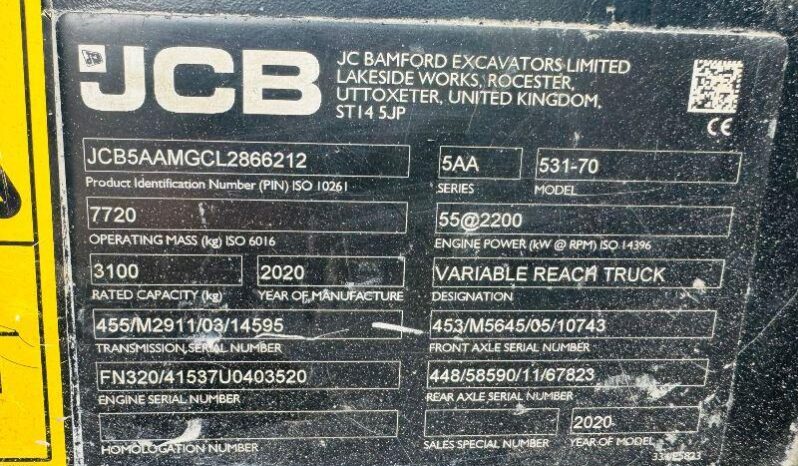 JCB
JC BAMFORD EXCAVATORS LIMITED
LAKESIDE WORKS, ROCESTER,
UTTOXETER, UNITED KINGDOM,
ST14 5JP
CE
JCB5AAMGCL2866212
Product Identification Number (PIN) ISO 10261
5AA
SERIES
531-70
MODEL
7720
OPERATING MASS (kg) ISO 6016
55@2200
ENGINE POWER (kW @ RPM) ISO 14396
3100
RATED CAPACITY (kg)
2020
YEAR OF MANUFACTURE
VARIABLE REACH TRUCK
DESIGNATION
455/M2911/03/14595
TRANSMISSION SERIAL NUMBER
453/M5645/05/10743
FRONT AXLE SERIAL NUMBER
FN320/41537U0403520
ENGINE SERIAL NUMBER
448/58590/11/67823
REAR AXLE SERIAL NUMBER
HOMOLOGATION NUMBER
SALES SPECIAL NUMBER
2020
YEAR OF MODEL